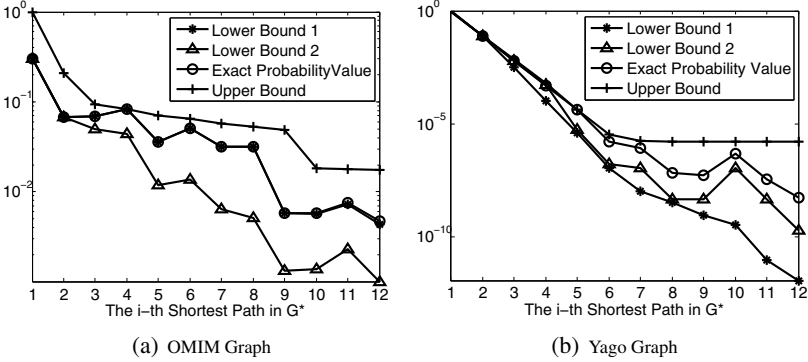 10^0
10^-1
10^-2
1 2 3 4 5 6 7 8 9 10 11 12
The i-th Shortest Path in G*
Lower Bound 1
Lower Bound 2
Exact ProbabilityValue
Upper Bound
(a) OMIM Graph
10^0
10^-5
10^-10
1 2 3 4 5 6 7 8 9 10 11 12
The i-th Shortest Path in G*
Lower Bound 1
Lower Bound 2
Exact Probability Value
Upper Bound
(b) Yago Graph